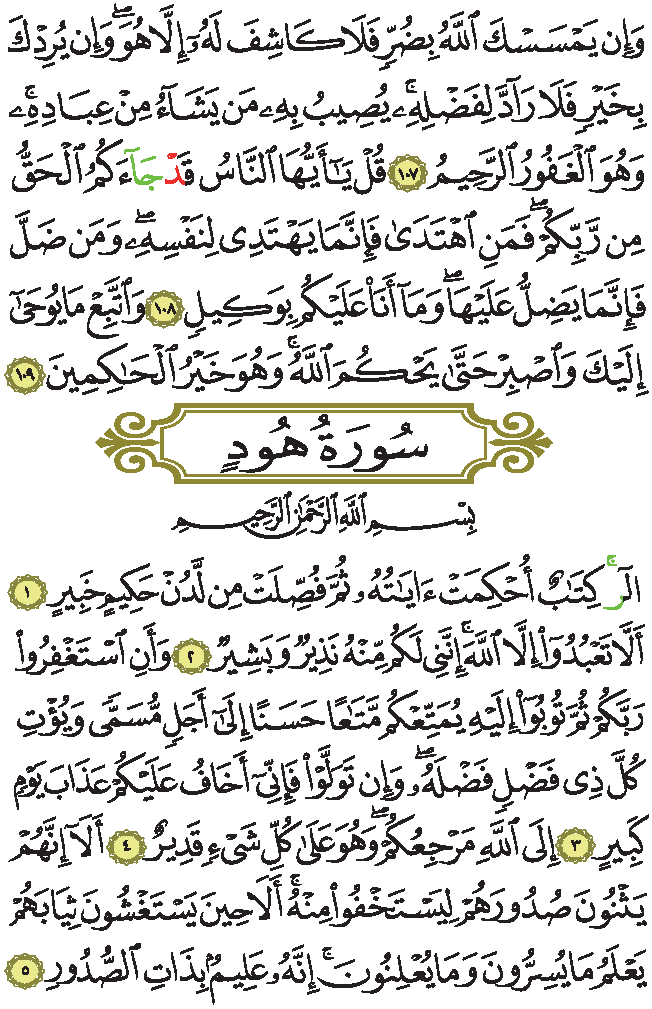 وَإِن يَمْسَسْكَ ٱللَّهُ بِضُرٍّ فَلَا كَاشِفَ لَهُۥٓ إِلَّا هُوَ ۖ وَإِن يُرِدْكَ
بِخَيْرٍ فَلَا رَآدَّ لِفَضْلِهِۦ ۚ يُصِيبُ بِهِۦ مَن يَشَآءُ مِنْ عِبَادِهِۦ ۚ
وَهُوَ ٱلْغَفُورُ ٱلرَّحِيمُ ١٠٧ قُلْ يَـٰٓأَيُّهَا ٱلنَّاسُ قَدْ جَآءَكُمُ ٱلْحَقُّ
مِن رَّبِّكُمْ ۖ فَمَنِ ٱهْتَدَىٰ فَإِنَّمَا يَهْتَدِى لِنَفْسِهِۦ ۖ وَمَن ضَلَّ
فَإِنَّمَا يَضِلُّ عَلَيْهَا ۖ وَمَآ أَنَا۠ عَلَيْكُم بِوَكِيلٍ ١٠٨ وَٱتَّبِعْ مَا يُوحَىٰٓ
إِلَيْكَ وَٱصْبِرْ حَتَّىٰ يَحْكُمَ ٱللَّهُ ۚ وَهُوَ خَيْرُ ٱلْحَـٰكِمِينَ ١٠٩
سُورَةُ هُودٍ
بِسْمِ ٱللَّهِ ٱلرَّحْمَـٰنِ ٱلرَّحِيمِ
الٓر ۚ كِتَـٰبٌ أُحْكِمَتْ ءَايَـٰتُهُۥ ثُمَّ فُصِّلَتْ مِن لَّدُنْ حَكِيمٍ خَبِيرٍ ١
أَلَّا تَعْبُدُوٓا۟ إِلَّا ٱللَّهَ ۚ إِنَّنِى لَكُم مِّنْهُ نَذِيرٌ وَبَشِيرٌ ٢ وَأَنِ ٱسْتَغْفِرُوا۟
رَبَّكُمْ ثُمَّ تُوبُوٓا۟ إِلَيْهِ يُمَتِّعْكُم مَّتَـٰعًا حَسَنًا إِلَىٰٓ أَجَلٍ مُّسَمًّى وَيُؤْتِ
كُلَّ ذِى فَضْلٍ فَضْلَهُۥ ۖ وَإِن تَوَلَّوْا۟ فَإِنِّىٓ أَخَافُ عَلَيْكُمْ عَذَابَ يَوْمٍ
كَبِيرٍ ٣ إِلَى ٱللَّهِ مَرْجِعُكُمْ ۖ وَهُوَ عَلَىٰ كُلِّ شَىْءٍ قَدِيرٌ ٤ أَلَآ إِنَّهُمْ
يَثْنُونَ صُدُورَهُمْ لِيَسْتَخْفُوا۟ مِنْهُ ۚ أَلَا حِينَ يَسْتَغْشُونَ ثِيَابَهُمْ
يَعْلَمُ مَا يُسِرُّونَ وَمَا يُعْلِنُونَ ۚ إِنَّهُۥ عَلِيمٌۢ بِذَاتِ ٱلصُّدُورِ ٥